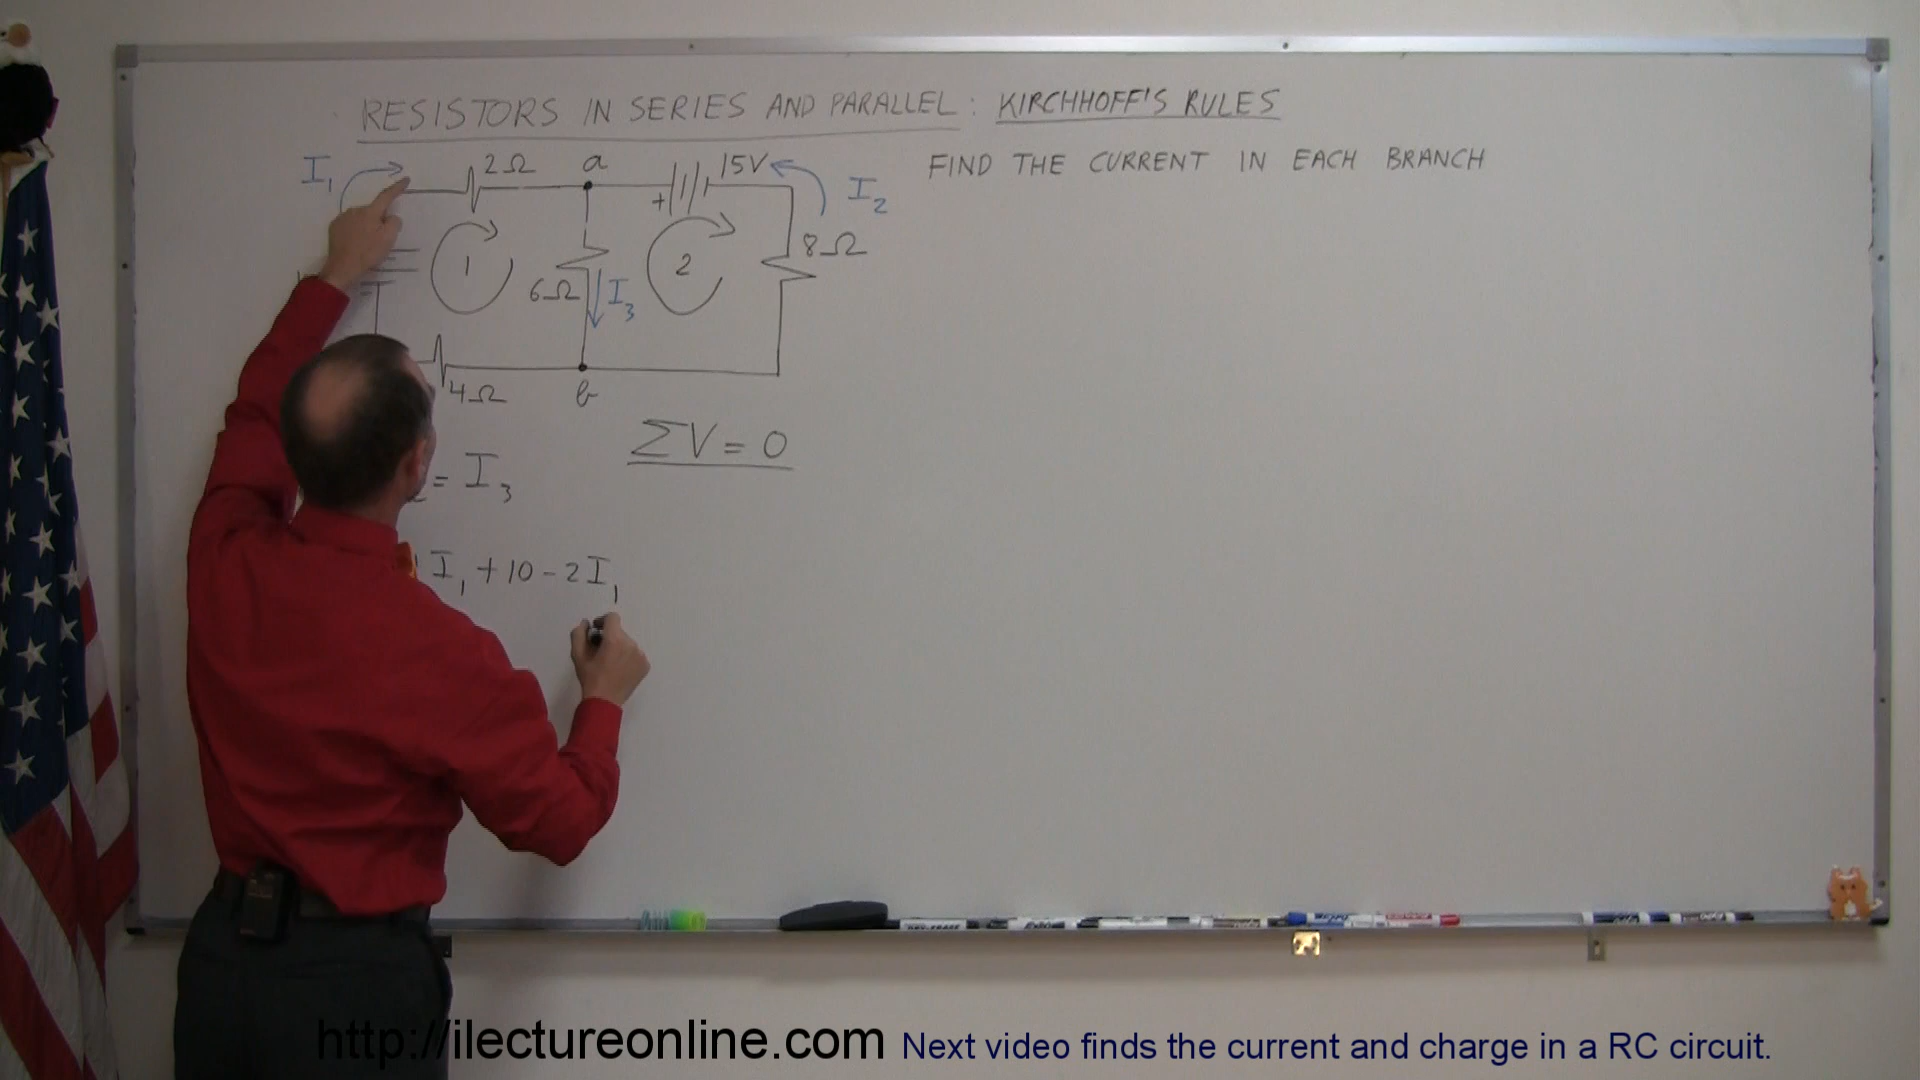 RESISTORS IN SERIES AND PARALLEL: KIRCHHOFF'S RULES
FIND THE CURRENT IN EACH BRANCH
I₁ 2Ω a 15V I₂
+
1 2 8Ω
6Ω I₃
4Ω b
ΣV = 0
= I₃
I₁ + 10 - 2I₁
http://ilectureonline.com Next video finds the current and charge in a RC circuit.